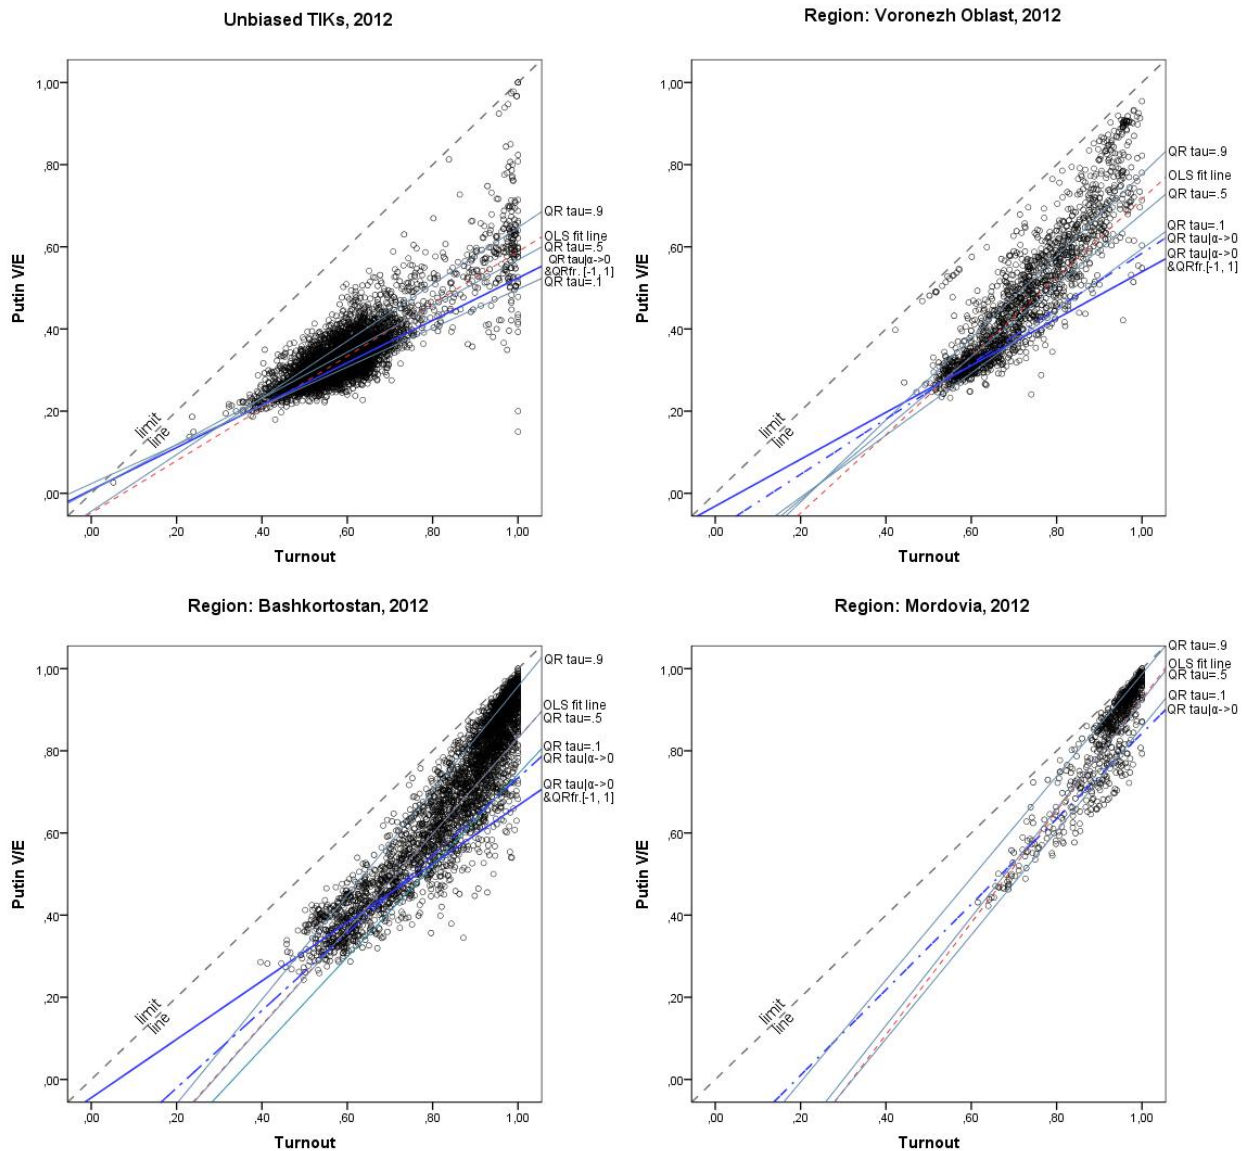 Unbiased TIKs, 2012
1,00
,80
,60
,40
,20
,00
Putin V/E
limit
line
QR tau=.9
OLS fit line
QR tau=.5
QR tau|α->0
&QRfr.[-1, 1]
QR tau=.1
,00 ,20 ,40 ,60 ,80 1,00
Turnout
Region: Voronezh Oblast, 2012
1,00
,80
,60
,40
,20
,00
Putin V/E
limit
line
QR tau=.9
OLS fit line
QR tau=.5
QR tau=.1
QR tau|α->0
QR tau|α->0
&QRfr.[-1, 1]
,00 ,20 ,40 ,60 ,80 1,00
Turnout
Region: Bashkortostan, 2012
1,00
,80
,60
,40
,20
,00
Putin V/E
limit
line
QR tau=.9
OLS fit line
QR tau=.5
QR tau=.1
QR tau|α->0
QR tau|α->0
&QRfr.[-1, 1]
,00 ,20 ,40 ,60 ,80 1,00
Turnout
Region: Mordovia, 2012
1,00
,80
,60
,40
,20
,00
Putin V/E
limit
line
QR tau=.9
OLS fit line
QR tau=.5
QR tau=.1
QR tau|α->0
,00 ,20 ,40 ,60 ,80 1,00
Turnout